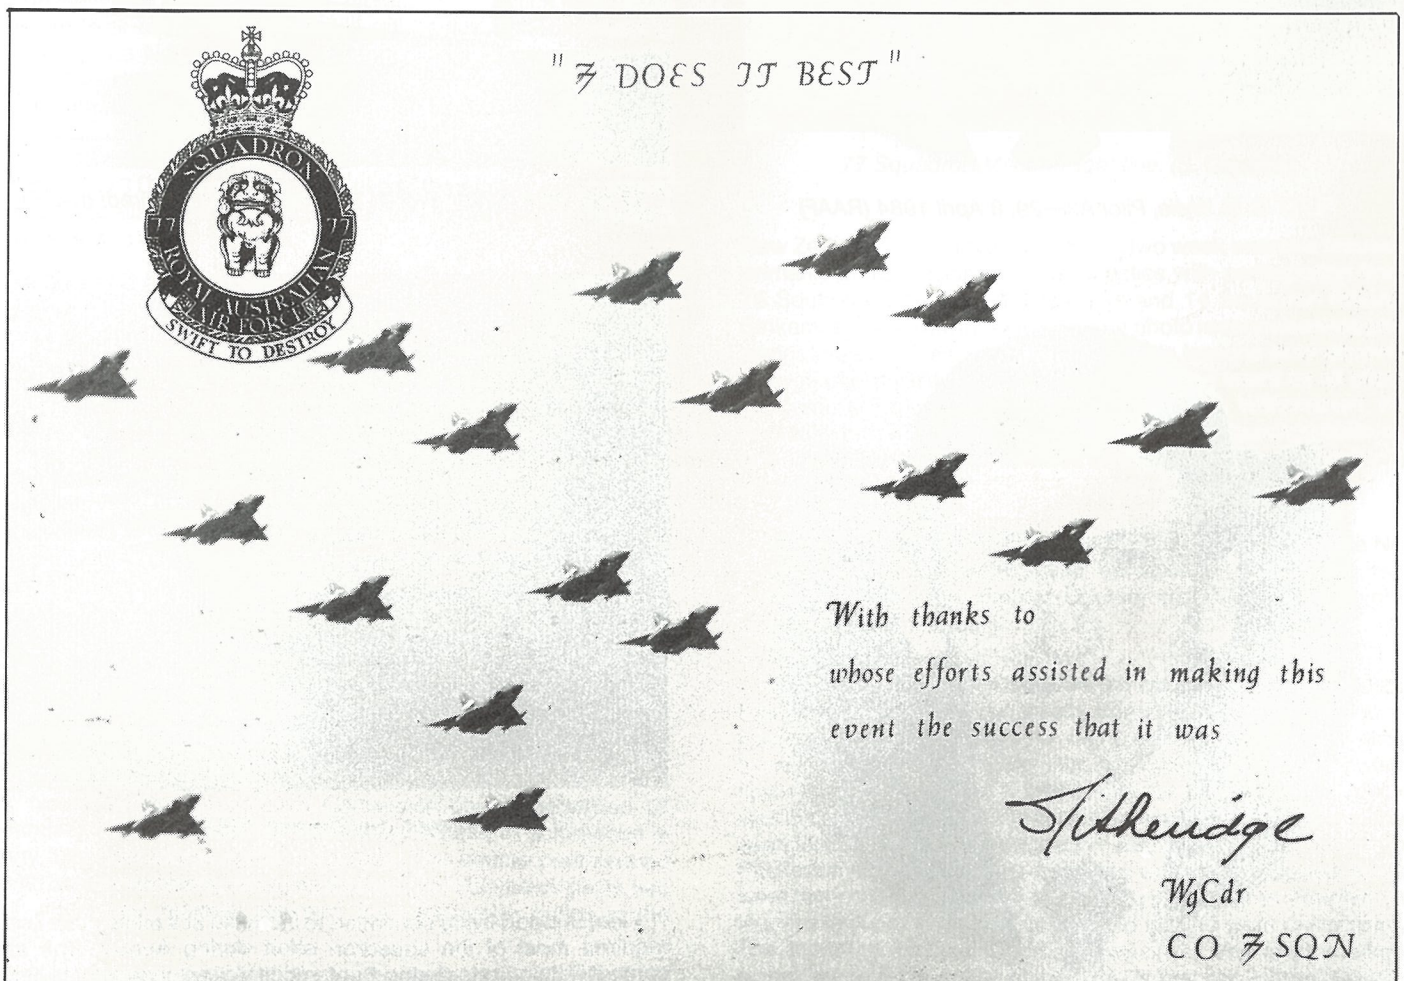 "77 DOES IT BEST"
SQUADRON
77 77
ROYAL AUSTRALIAN
AIR FORCE
SWIFT TO DESTROY
With thanks to
whose efforts assisted in making this
event the success that it was
Titheridge
WgCdr
CO 77 SQN